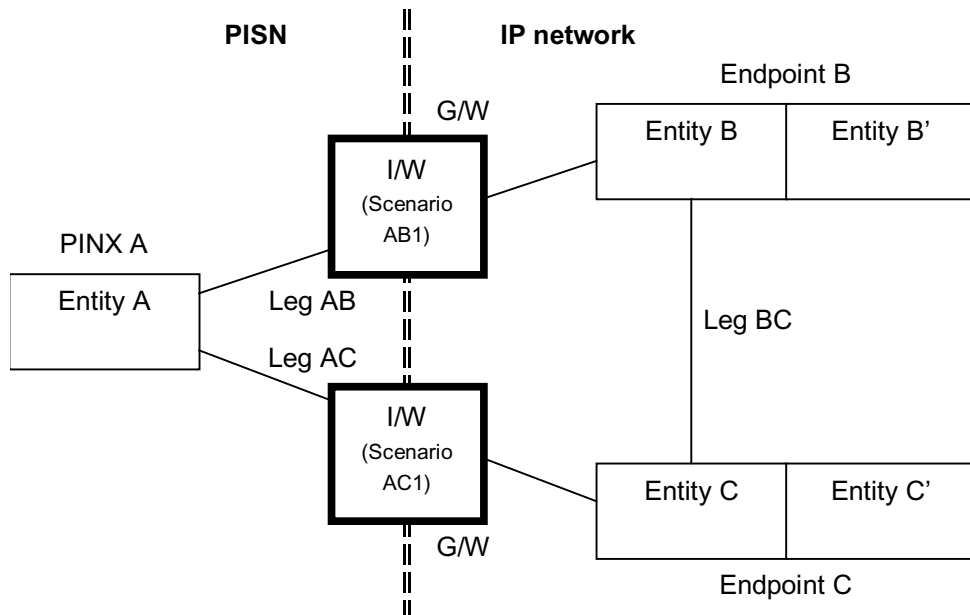 PISN
IP network
Endpoint B
G/W
Entity B
Entity B’
I/W
(Scenario
AB1)
PINX A
Entity A
Leg AB
Leg BC
Leg AC
I/W
(Scenario
AC1)
Entity C
Entity C’
G/W
Endpoint C